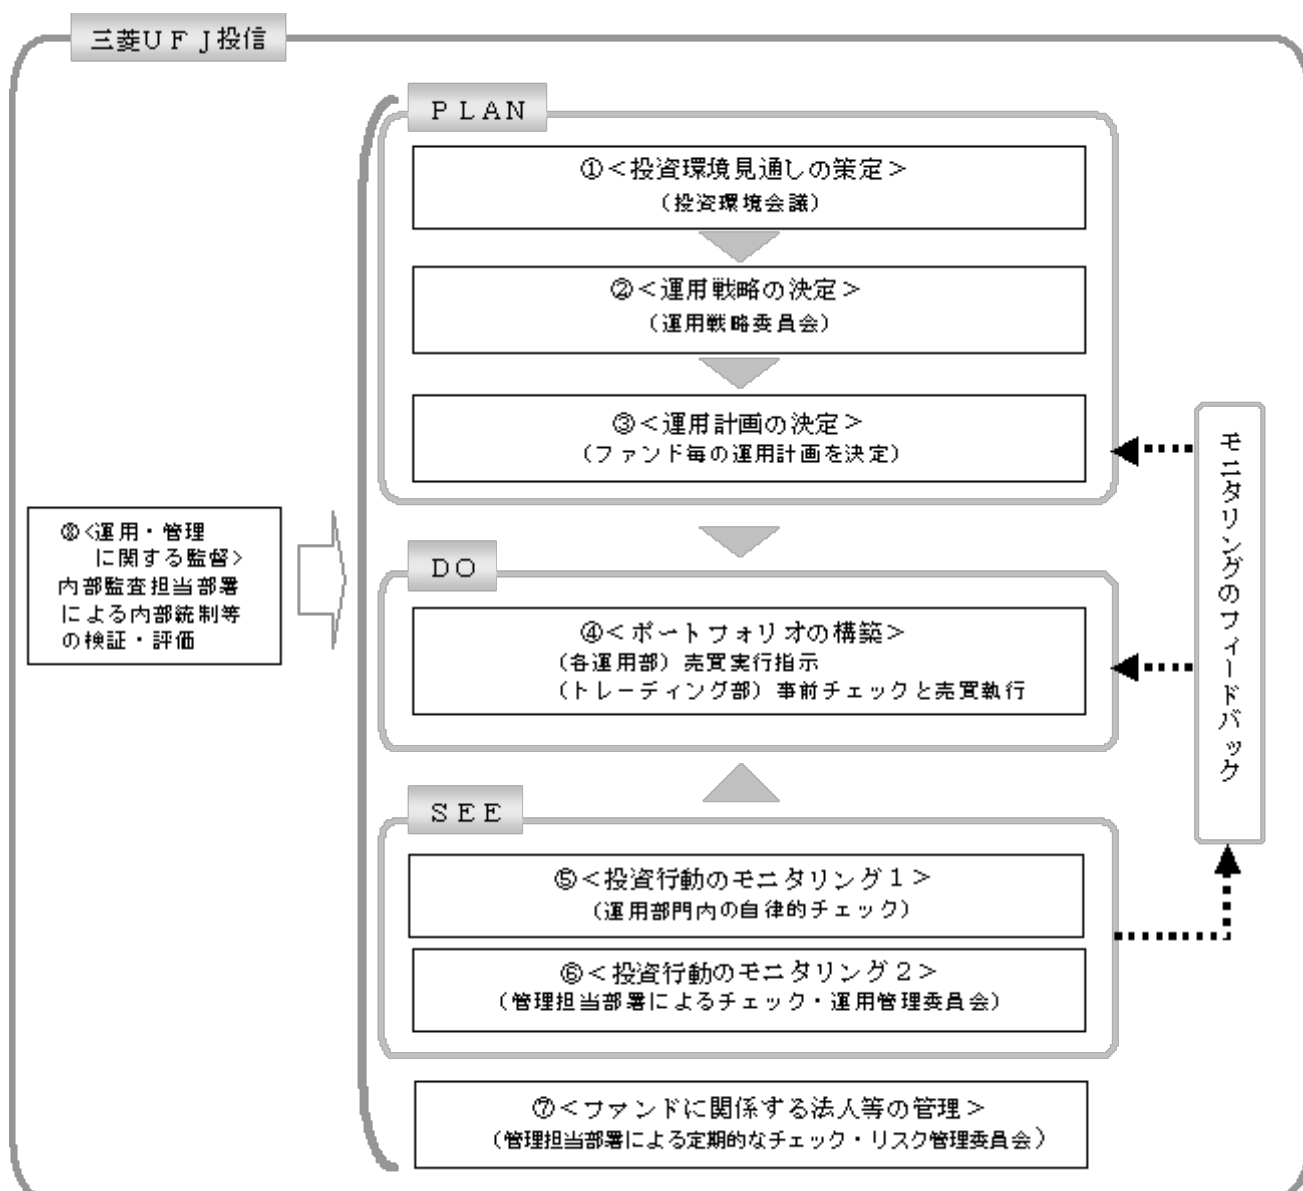 三菱ＵＦＪ投信
ＰＬＡＮ
①＜投資環境見通しの策定＞
（投資環境会議）
②＜運用戦略の決定＞
（運用戦略委員会）
③＜運用計画の決定＞
（ファンド毎の運用計画を決定）
⑧＜運用・管理
に関する監督＞
内部監査担当部署
による内部統制等
の検証・評価
ＤＯ
④＜ポートフォリオの構築＞
（各運用部）売買実行指示
（トレーディング部）事前チェックと売買執行
ＳＥＥ
⑤＜投資行動のモニタリング１＞
（運用部門内の自律的チェック）
⑥＜投資行動のモニタリング２＞
（管理担当部署によるチェック・運用管理委員会）
⑦＜ファンドに関係する法人等の管理＞
（管理担当部署による定期的なチェック・リスク管理委員会）
モニタリングのフィードバック